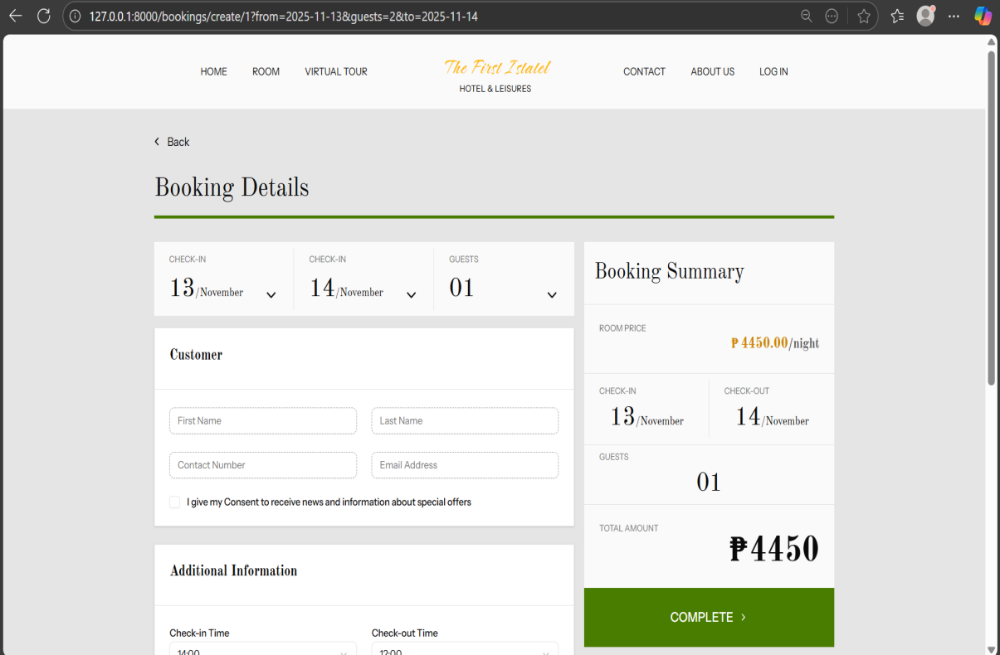 127.0.0.1:8000/bookings/create/1?from=2025-11-13&guests=2&to=2025-11-14
HOME ROOM VIRTUAL TOUR
The First Istatel
HOTEL & LEISURES
CONTACT ABOUT US LOG IN
Back
Booking Details
CHECK-IN CHECK-IN GUESTS
13/November 14/November 01
Customer
First Name Last Name
Contact Number Email Address
I give my Consent to receive news and information about special offers
Additional Information
Check-in Time Check-out Time
14:00 12:00
Booking Summary
ROOM PRICE
₱ 4450.00/night
CHECK-IN CHECK-OUT
13/November 14/November
GUESTS
01
TOTAL AMOUNT
₱4450
COMPLETE